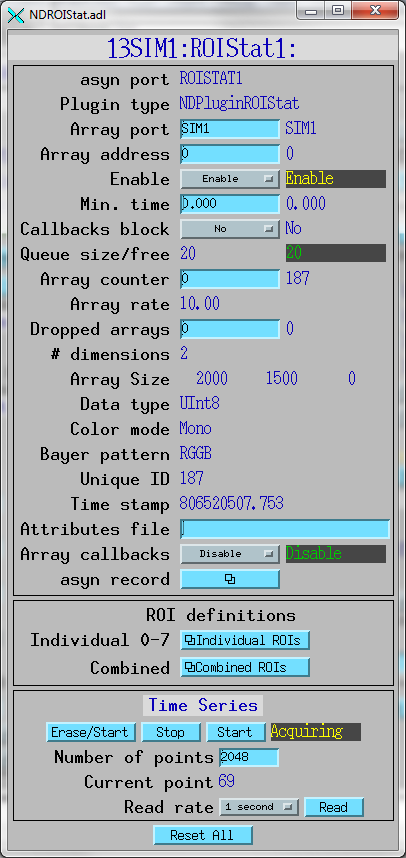 NDROIStat.adl
13SIM1:ROIStat1:
asyn port ROISTAT1
Plugin type NDPluginROIStat
Array port SIM1 SIM1
Array address 0 0
Enable Enable Enable
Min. time 0.000 0.000
Callbacks block No No
Queue size/free 20 20
Array counter 0 187
Array rate 10.00
Dropped arrays 0 0
# dimensions 2
Array Size 2000 1500 0
Data type UInt8
Color mode Mono
Bayer pattern RGGB
Unique ID 187
Time stamp 806520507.753
Attributes file
Array callbacks Disable Disable
asyn record
ROI definitions
Individual 0-7 Individual ROIs
Combined Combined ROIs
Time Series
Erase/Start Stop Start Acquiring
Number of points 2048
Current point 69
Read rate 1 second Read
Reset All